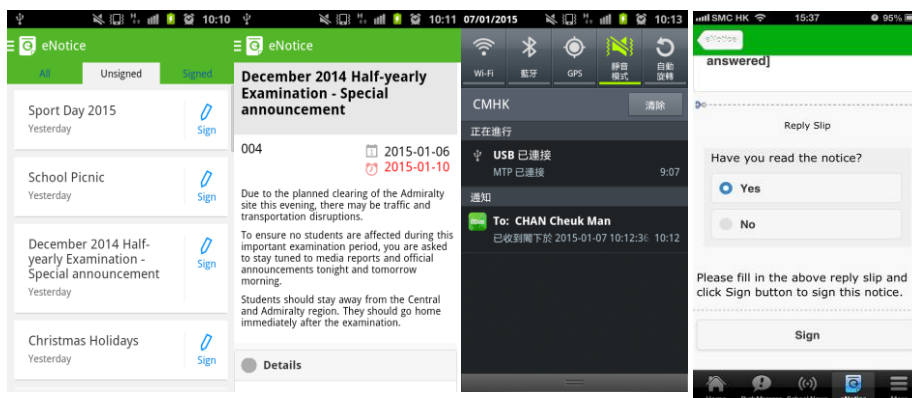 10:10
eNotice
All Unsigned Signed
Sport Day 2015
Yesterday
Sign
School Picnic
Yesterday
Sign
December 2014 Half-
yearly Examination -
Special announcement
Yesterday
Sign
Christmas Holidays
Yesterday
Sign
10:11
eNotice
December 2014 Half-yearly
Examination - Special
announcement
004
2015-01-06
2015-01-10
Due to the planned clearing of the Admiralty
site this evening, there may be traffic and
transportation disruptions.
To ensure no students are affected during this
important examination period, you are asked
to stay tuned to media reports and official
announcements tonight and tomorrow
morning.
Students should stay away from the Central
and Admiralty region. They should go home
immediately after the examination.
Details
07/01/2015 10:13
Wi-Fi 藍牙 GPS 靜音 自動
模式 旋轉
CMHK 清除
正在進行
USB 已連接
MTP 已連接 9:07
通知
To: CHAN Cheuk Man
已收到閣下於 2015-01-07 10:12:36 10:12
SMC HK 15:37 95%
eNotice
answered]
Reply Slip
Have you read the notice?
Yes
No
Please fill in the above reply slip and
click Sign button to sign this notice.
Sign